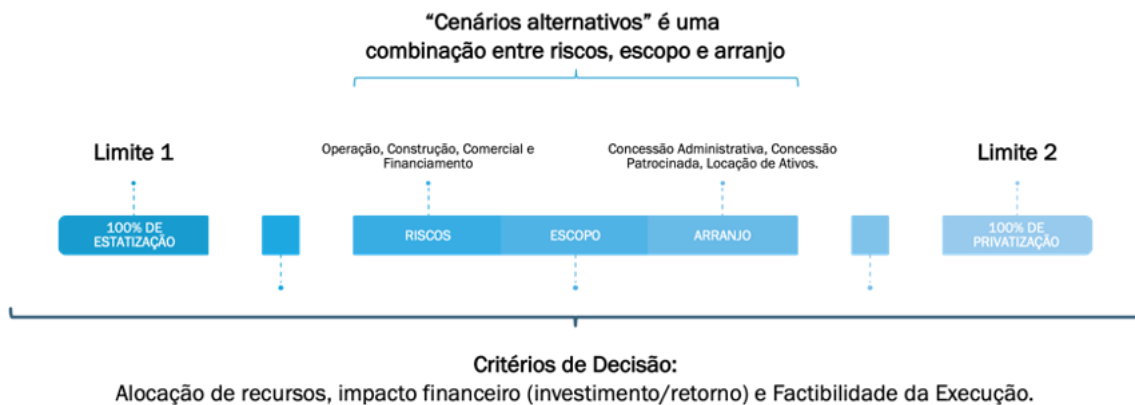 “Cenários alternativos” é uma
combinação entre riscos, escopo e arranjo
Limite 1
Operação, Construção, Comercial e
Financiamento
Concessão Administrativa, Concessão
Patrocinada, Locação de Ativos.
Limite 2
100% DE
ESTATIZAÇÃO
RISCOS
ESCOPO
ARRANJO
100% DE
PRIVATIZAÇÃO
Critérios de Decisão:
Alocação de recursos, impacto financeiro (investimento/retorno) e Factibilidade da Execução.